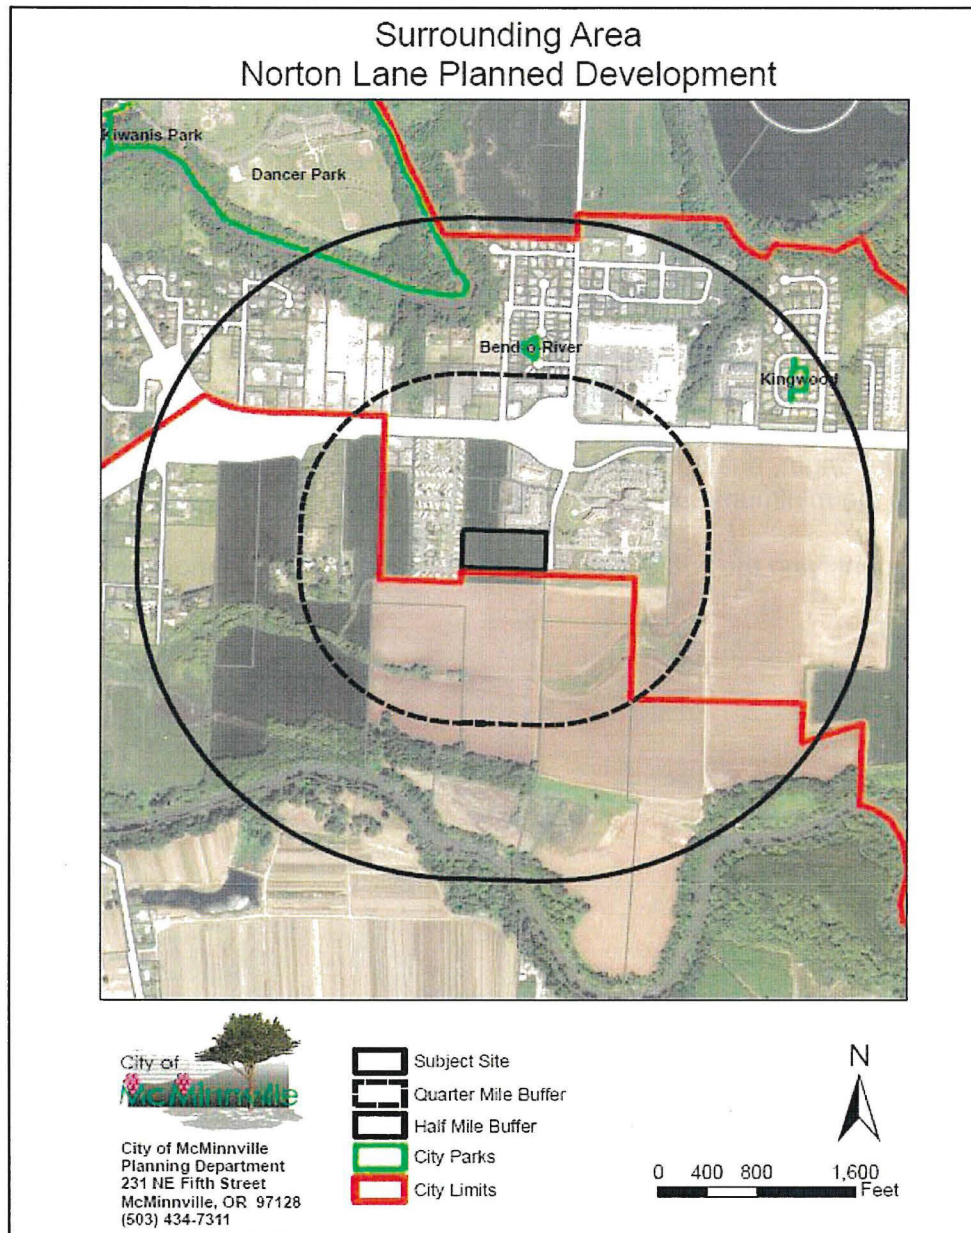 Surrounding Area
Norton Lane Planned Development
Kiwanis Park
Dancer Park
Bend-o-River
Kingwood
City of
McMinnville
City of McMinnville
Planning Department
231 NE Fifth Street
McMinnville, OR 97128
(503) 434-7311
Subject Site
Quarter Mile Buffer
Half Mile Buffer
City Parks
City Limits
N
0 400 800 1,600
Feet